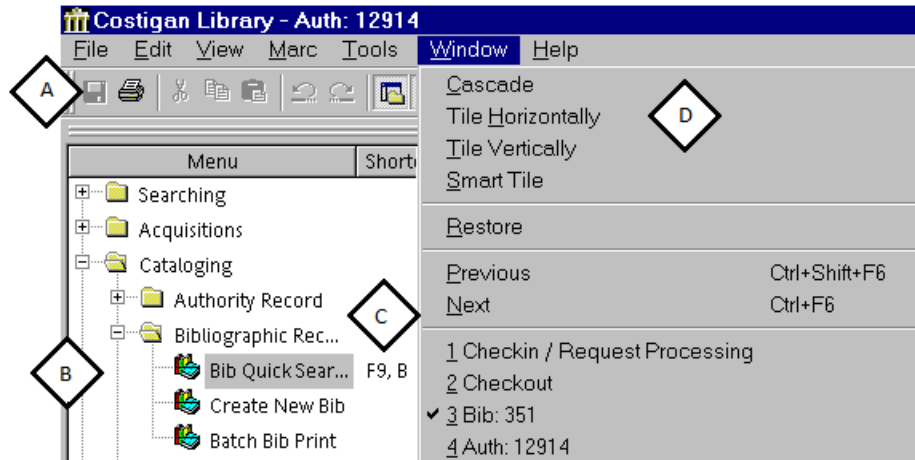 Costigan Library - Auth: 12914
File Edit View Marc Tools Window Help
A
Cascade
Tile Horizontally
D
Tile Vertically
Smart Tile
Menu Short
Searching
Acquisitions
Restore
Cataloging
Previous Ctrl+Shift+F6
Authority Record
C
Next Ctrl+F6
Bibliographic Rec...
1 Checkin / Request Processing
B
Bib Quick Sear... F9, B
2 Checkout
Create New Bib
3 Bib: 351
Batch Bib Print
4 Auth: 12914